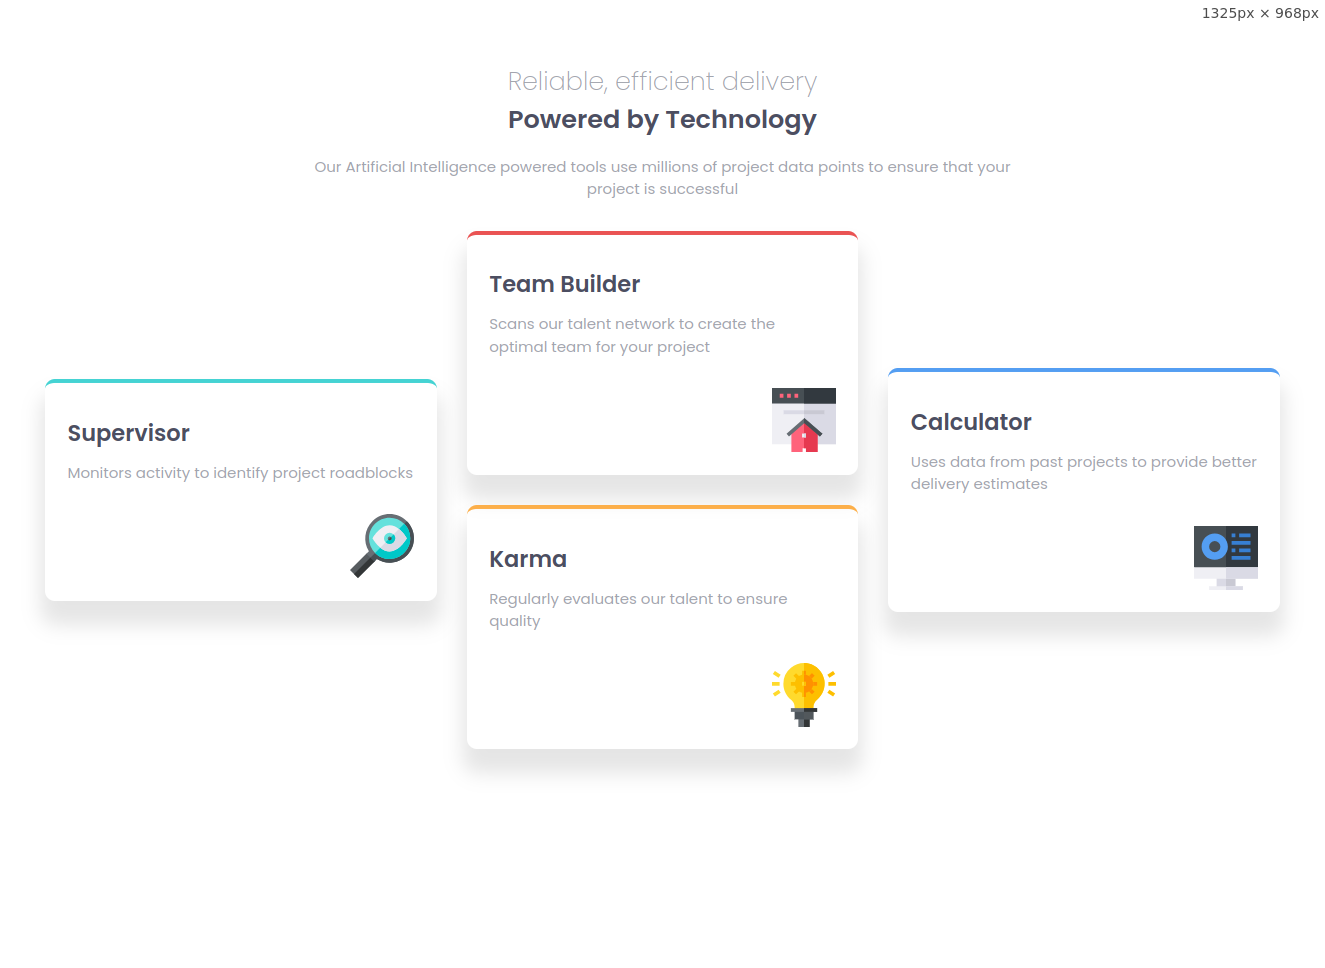 1325px × 968px
Reliable, efficient delivery
Powered by Technology
Our Artificial Intelligence powered tools use millions of project data points to ensure that your
project is successful
Team Builder
Scans our talent network to create the
optimal team for your project
Supervisor
Monitors activity to identify project roadblocks
Calculator
Uses data from past projects to provide better
delivery estimates
Karma
Regularly evaluates our talent to ensure
quality